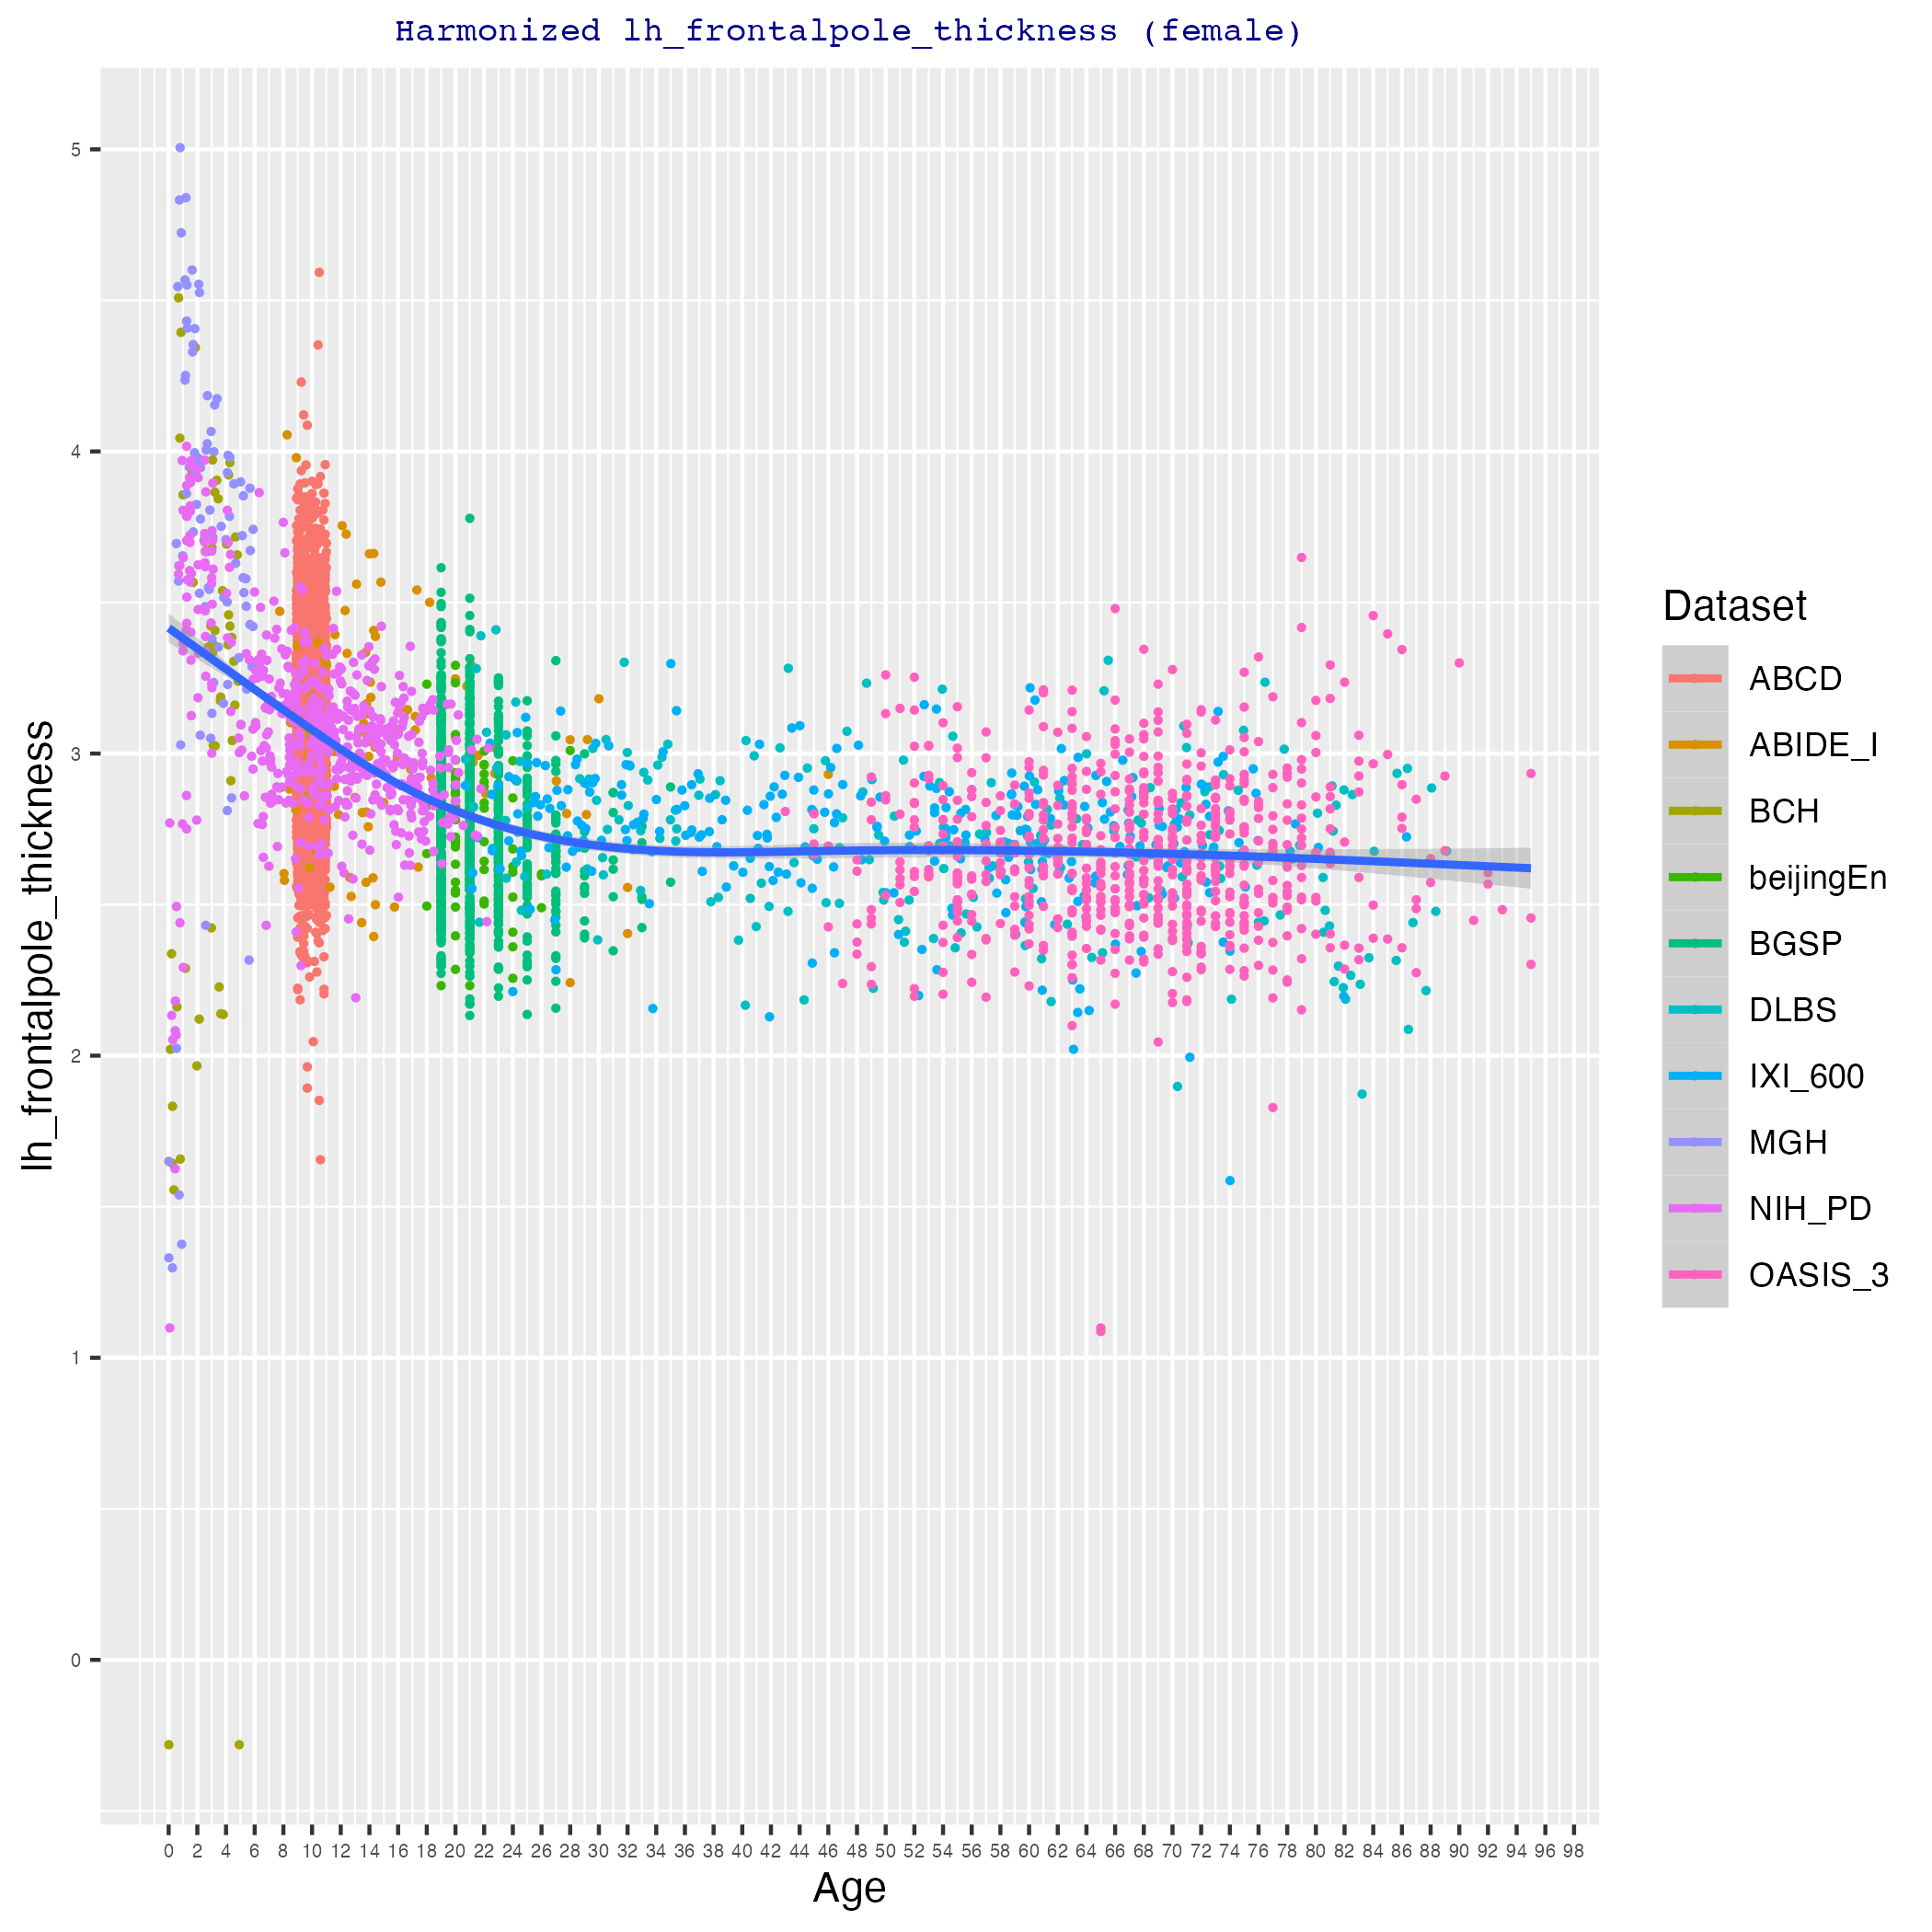 Harmonized lh_frontalpole_thickness (female)
lh_frontalpole_thickness
5
4
3
2
1
0
0 2 4 6 8 10 12 14 16 18 20 22 24 26 28 30 32 34 36 38 40 42 44 46 48 50 52 54 56 58 60 62 64 66 68 70 72 74 76 78 80 82 84 86 88 90 92 94 96 98
Age
Dataset
ABCD
ABIDE_I
BCH
beijingEn
BGSP
DLBS
IXI_600
MGH
NIH_PD
OASIS_3